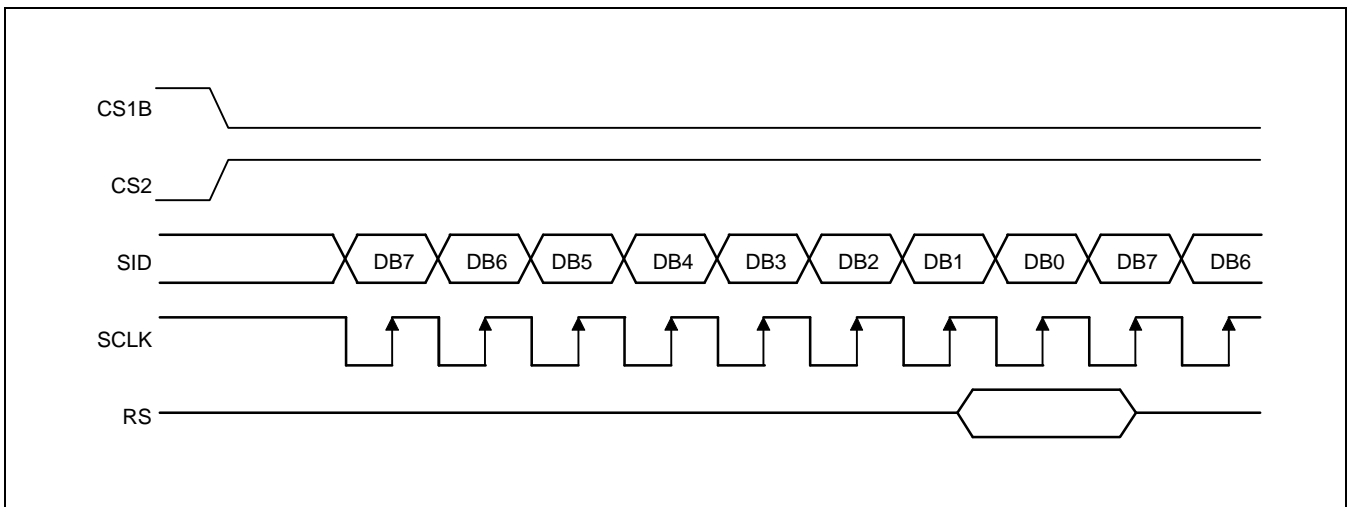 CS1B
CS2
SID DB7 DB6 DB5 DB4 DB3 DB2 DB1 DB0 DB7 DB6
SCLK
RS